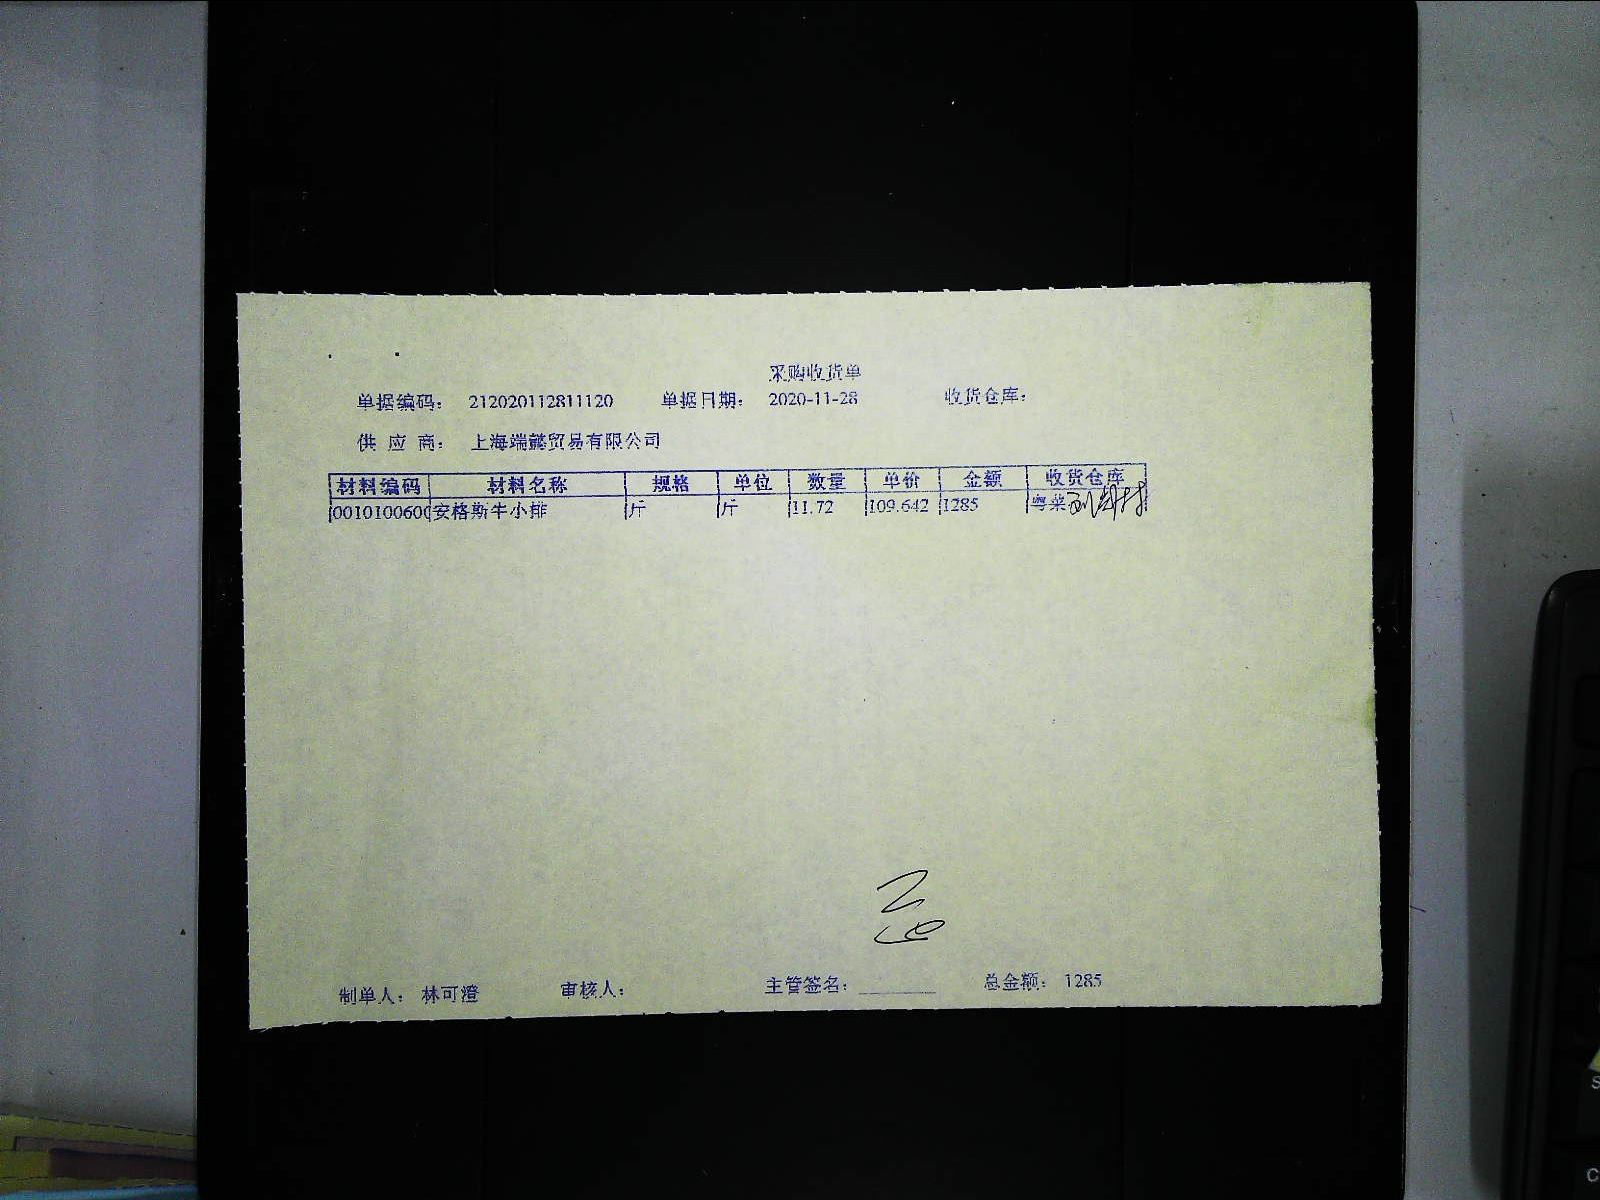 采购收货单
单据编码： 212020112811120 单据日期： 2020-11-28 收货仓库：
供 应 商： 上海端懿贸易有限公司
材料编码 材料名称 规格 单位 数量 单价 金额 收货仓库
001010060 安格斯牛小排 斤 斤 11.72 109.642 1285 粤菜
制单人： 林可澄 审核人： 主管签名： 总金额： 1285